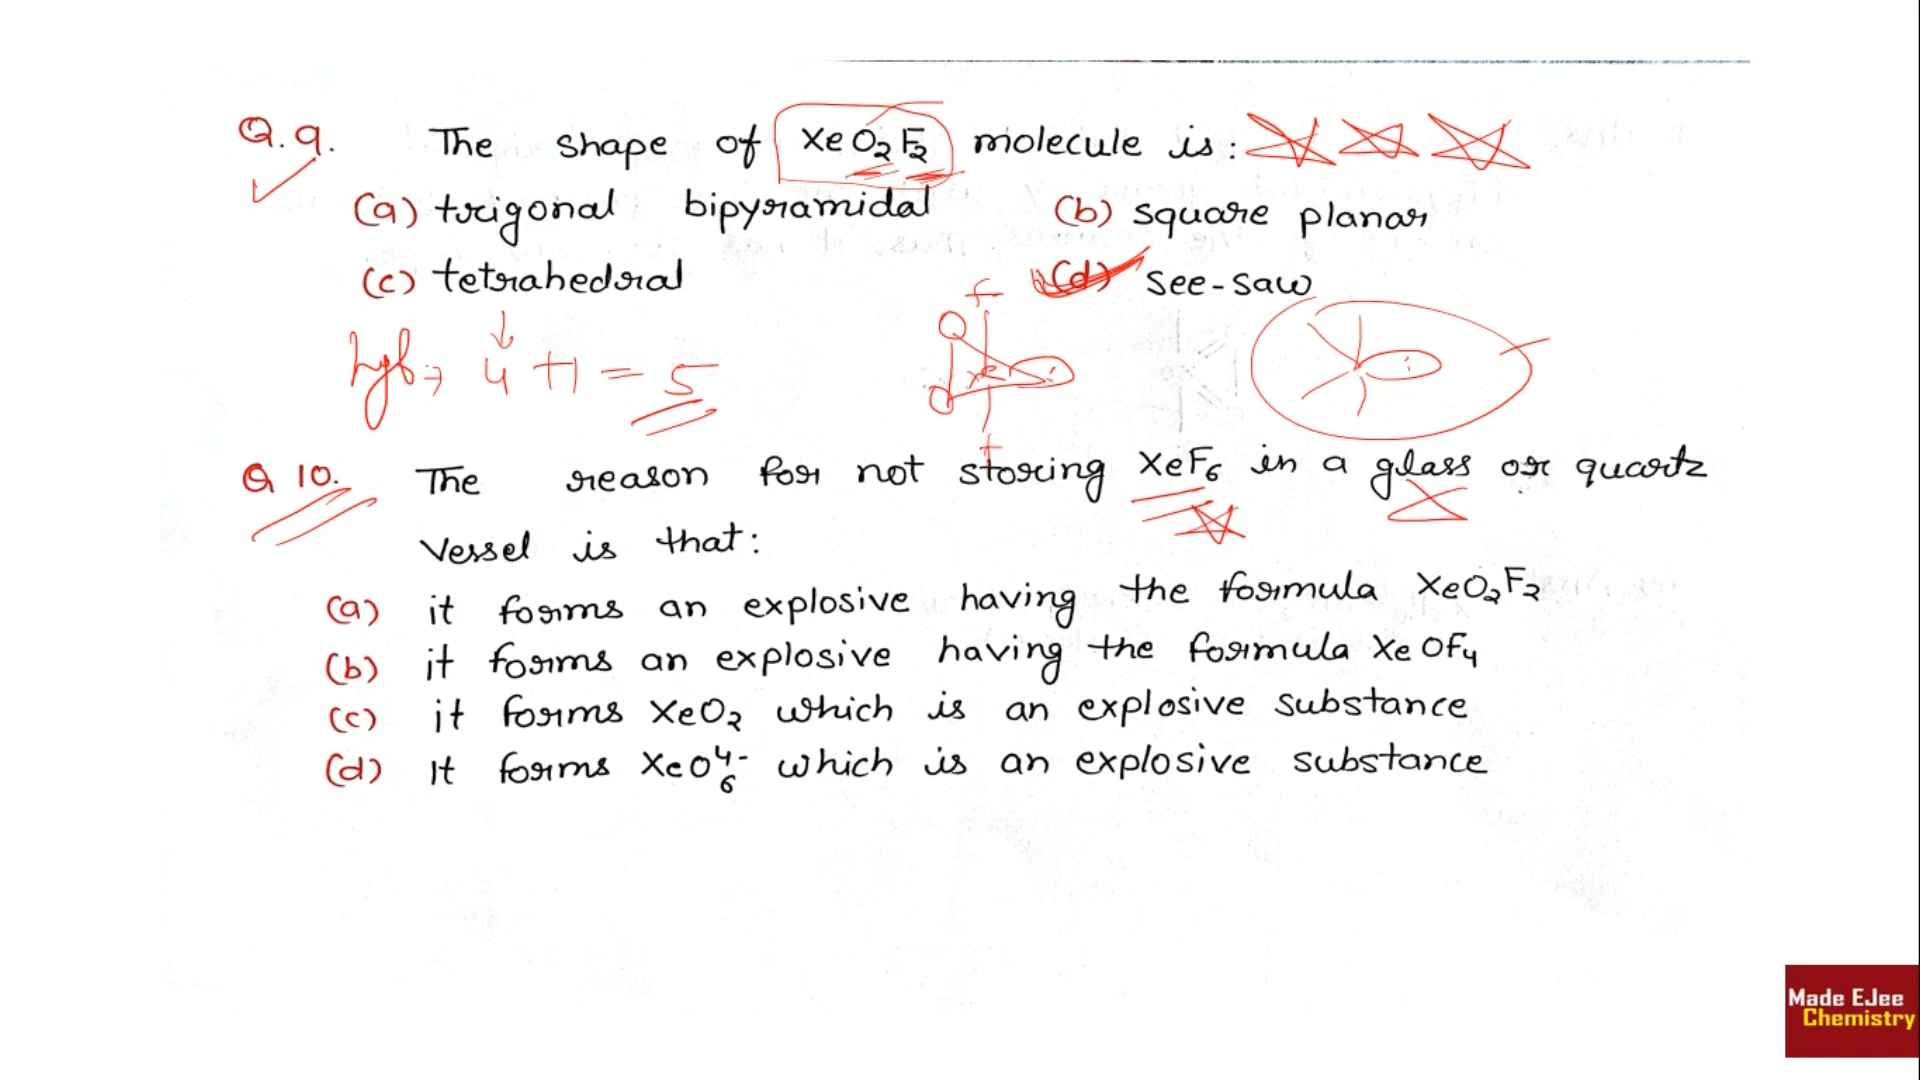 Q.9. The shape of XeO₂F₂ molecule is:
(a) trigonal bipyramidal (b) square planar
(c) tetrahedral (d) see-saw
hyb → 4 + 1 = 5
F
O
Xe
O
F
Q 10. The reason for not storing XeF₆ in a glass or quartz
vessel is that:
(a) it forms an explosive having the formula XeO₂F₂
(b) it forms an explosive having the formula XeOF₄
(c) it forms XeO₂ which is an explosive substance
(d) It forms XeO₆⁴⁻ which is an explosive substance
Made EJee
Chemistry